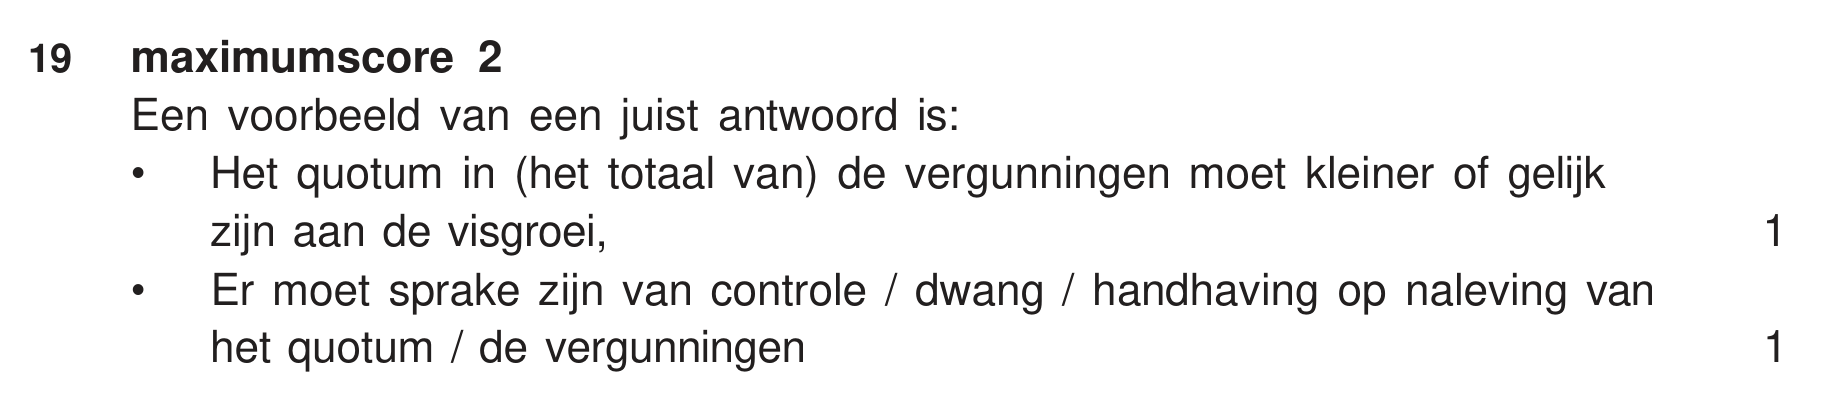 19 maximumscore 2
Een voorbeeld van een juist antwoord is:
• Het quotum in (het totaal van) de vergunningen moet kleiner of gelijk
zijn aan de visgroei, 1
• Er moet sprake zijn van controle / dwang / handhaving op naleving van
het quotum / de vergunningen 1